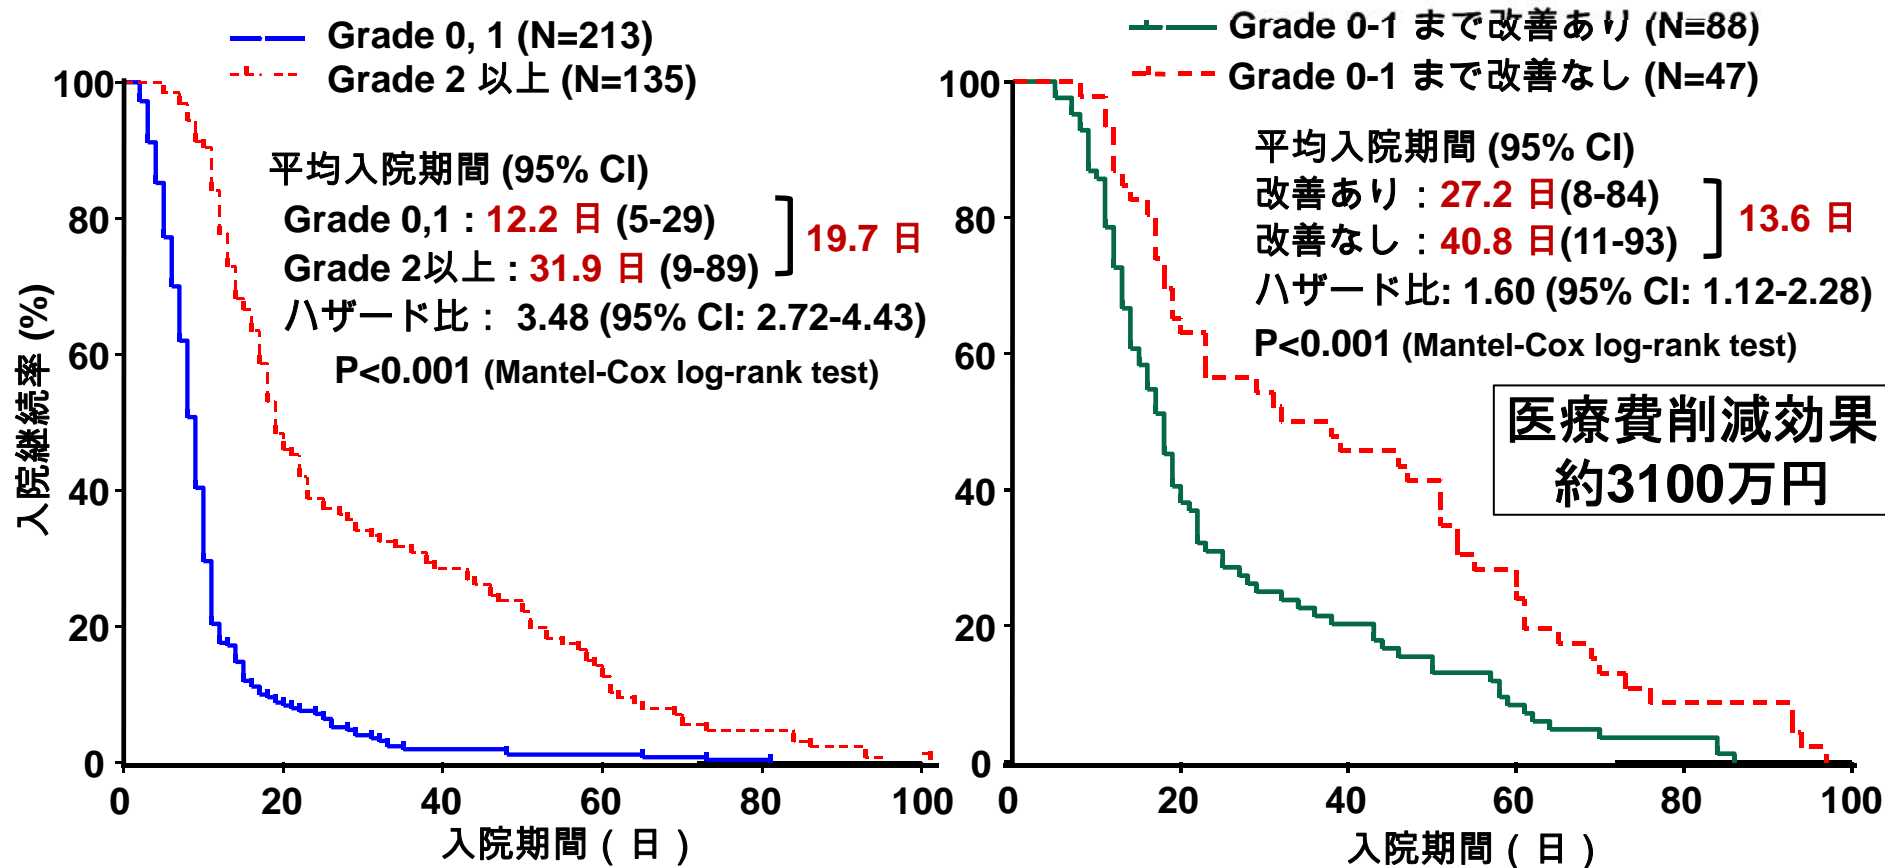 Grade 0, 1 (N=213)
Grade 2 以上 (N=135)
平均入院期間 (95% CI)
Grade 0,1 : 12.2 日 (5-29)
Grade 2以上 : 31.9 日 (9-89)
19.7 日
ハザード比： 3.48 (95% CI: 2.72-4.43)
P<0.001 (Mantel-Cox log-rank test)
入院継続率 (%)
100
80
60
40
20
0
0 20 40 60 80 100
入院期間（日）
Grade 0-1 まで改善あり (N=88)
Grade 0-1 まで改善なし (N=47)
平均入院期間 (95% CI)
改善あり：27.2 日(8-84)
改善なし：40.8 日(11-93)
13.6 日
ハザード比: 1.60 (95% CI: 1.12-2.28)
P<0.001 (Mantel-Cox log-rank test)
医療費削減効果
約3100万円
100
80
60
40
20
0
0 20 40 60 80 100
入院期間（日）